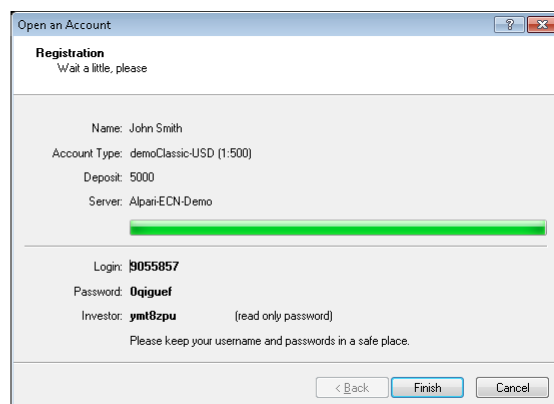 Open an Account
Registration
Wait a little, please
Name: John Smith
Account Type: demoClassic-USD (1:500)
Deposit: 5000
Server: Alpari-ECN-Demo
Login: 9055857
Password: 0qiguef
Investor: ymt8zpu (read only password)
Please keep your username and passwords in a safe place.
< Back Finish Cancel